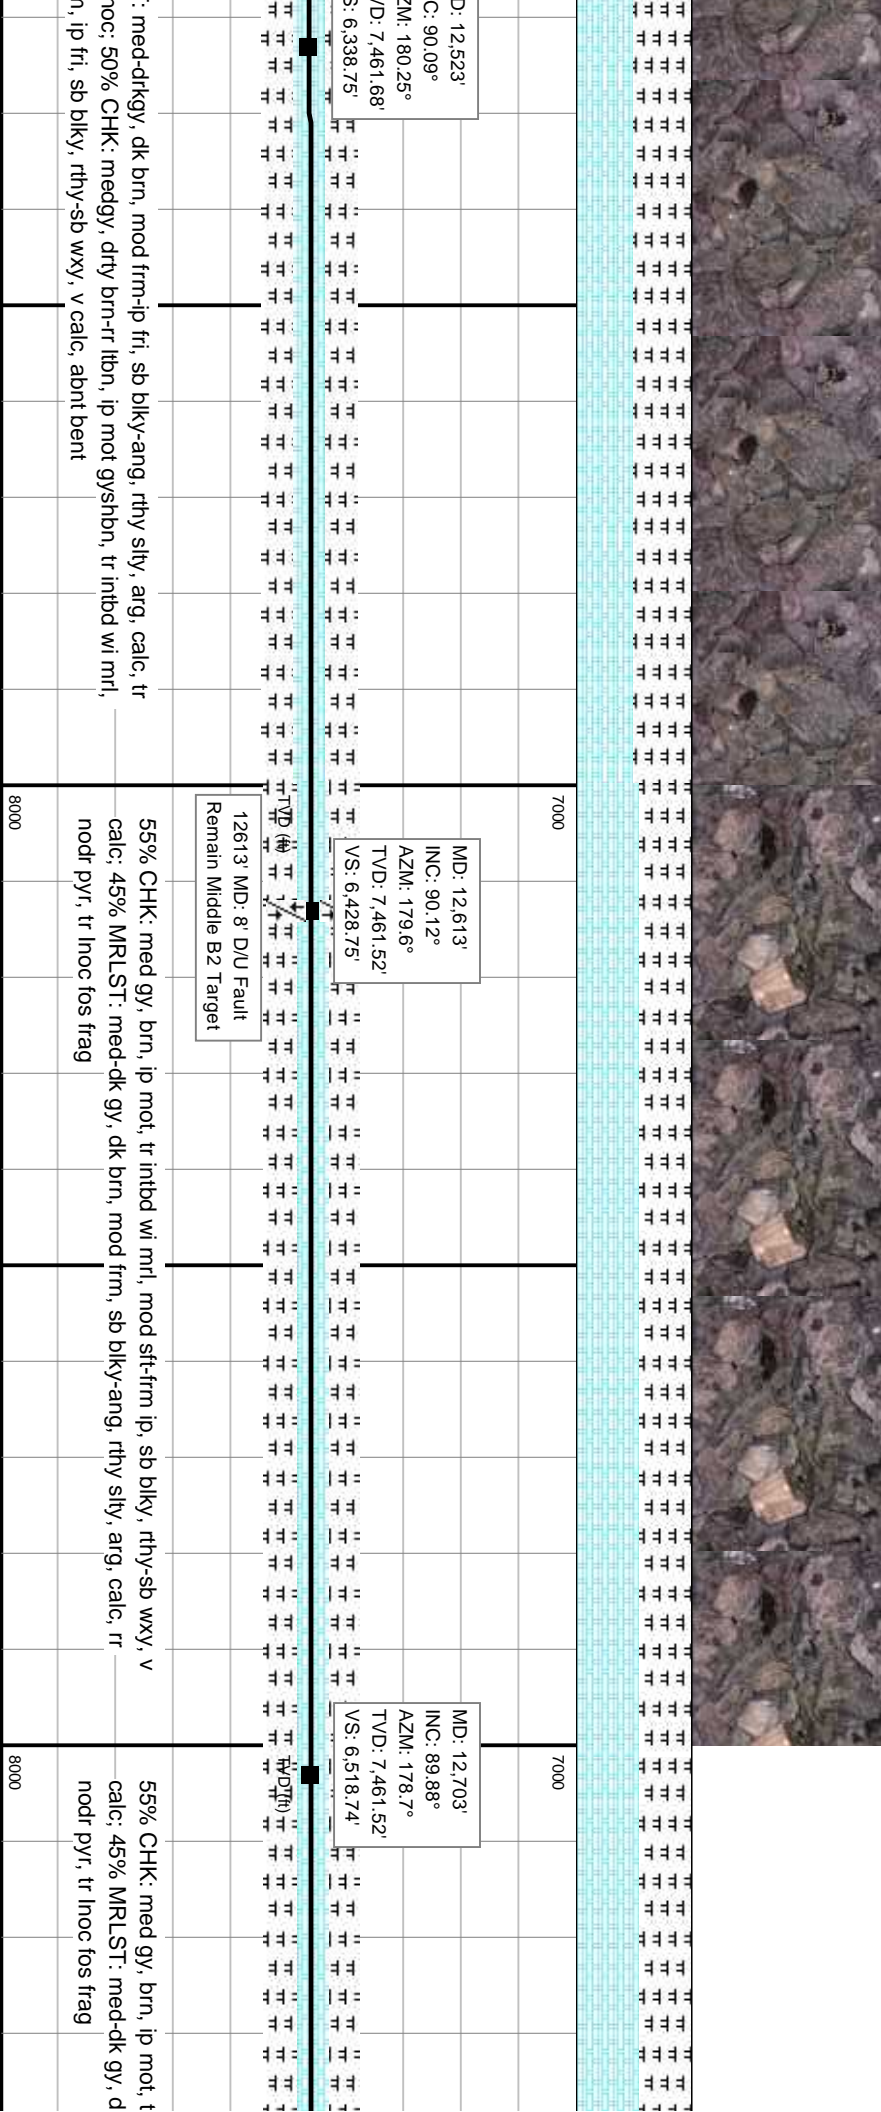 : med-drkgy, dk brn, mod frm-ip fri, sb blky-ang, rthy slty, arg, calc, tr
noc; 50% CHK: medgy, drty brn-rr ltbn, ip mot gyshbn, tr intbd wi mrl,
n, ip fri, sb blky, rthy-sb wxy, v calc, abnt bent
D: 12,523'
C: 90.09°
ZM: 180.25°
VD: 7,461.68'
S: 6,338.75'
7000
TVD (ft)
8000
MD: 12,613'
INC: 90.12°
AZM: 179.6°
TVD: 7,461.52'
VS: 6,428.75'
12613' MD: 8' D/U Fault
Remain Middle B2 Target
55% CHK: med gy, brn, ip mot, tr intbd wi mrl, mod sft-frm ip, sb blky, rthy-sb wxy, v
calc; 45% MRLST: med-dk gy, dk brn, mod frm, sb blky-ang, rthy slty, arg, calc, rr
nodr pyr, tr Inoc fos frag
7000
TVD (ft)
8000
MD: 12,703'
INC: 89.88°
AZM: 178.7°
TVD: 7,461.52'
VS: 6,518.74'
55% CHK: med gy, brn, ip mot, t
calc; 45% MRLST: med-dk gy, d
nodr pyr, tr Inoc fos frag